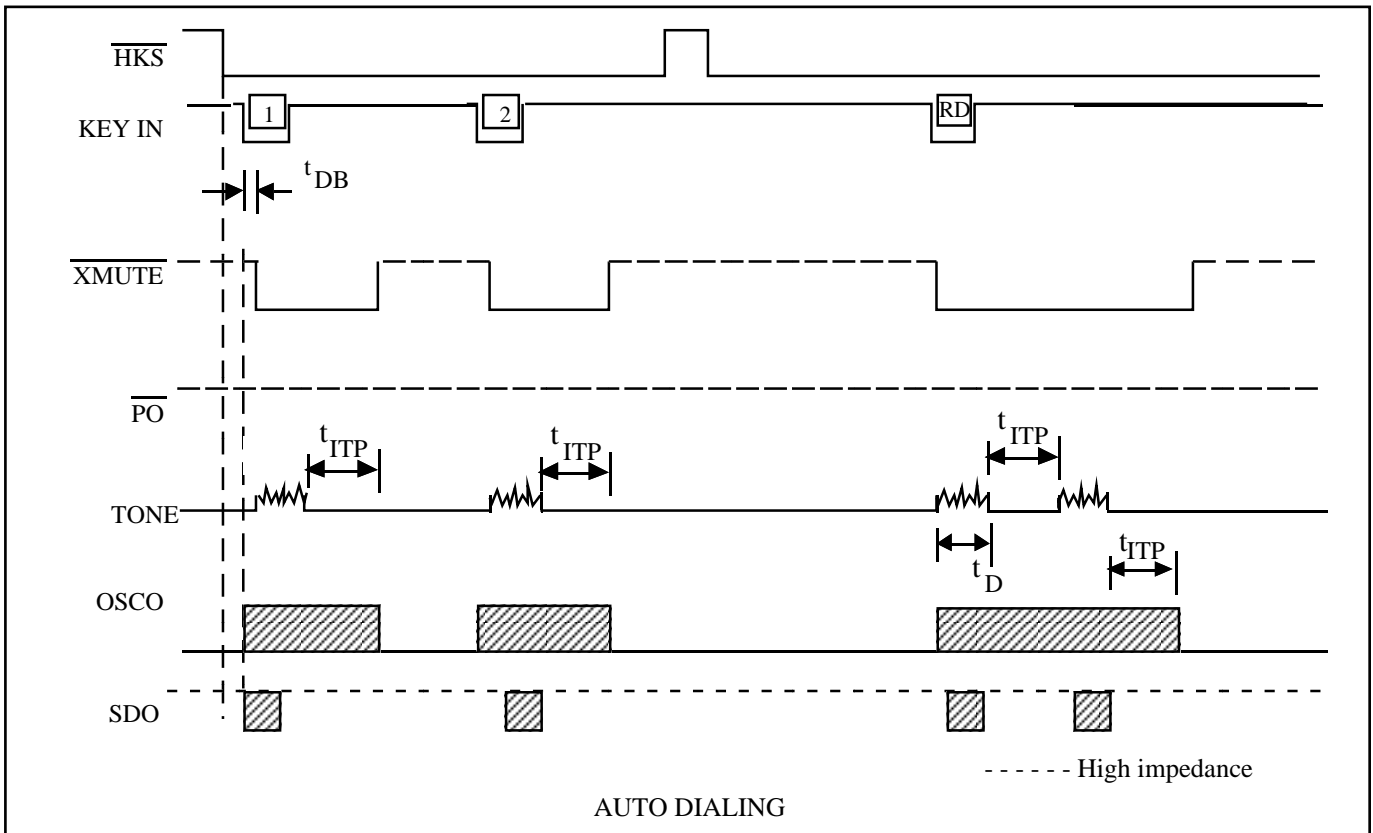 HKS
KEY IN
1
2
RD
t DB
XMUTE
PO
t ITP
t ITP
t ITP
TONE
t D
t ITP
OSCO
SDO
- - - - - - High impedance
AUTO DIALING